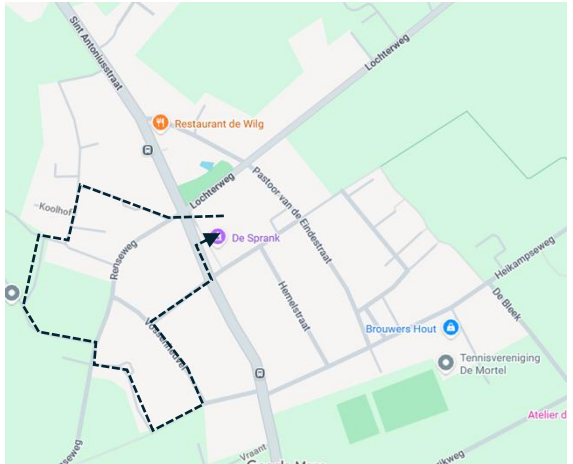 Sint Antoniusstraat
Lochterweg
Restaurant de Wilg
Lochterweg
Pastoor van de Eindestraat
Koolhof
Renseweg
De Sprank
Heikampseweg
De Bleek
Hemelstraat
Brouwers Hout
Tennisvereniging
De Mortel
Atelier d
Vraant